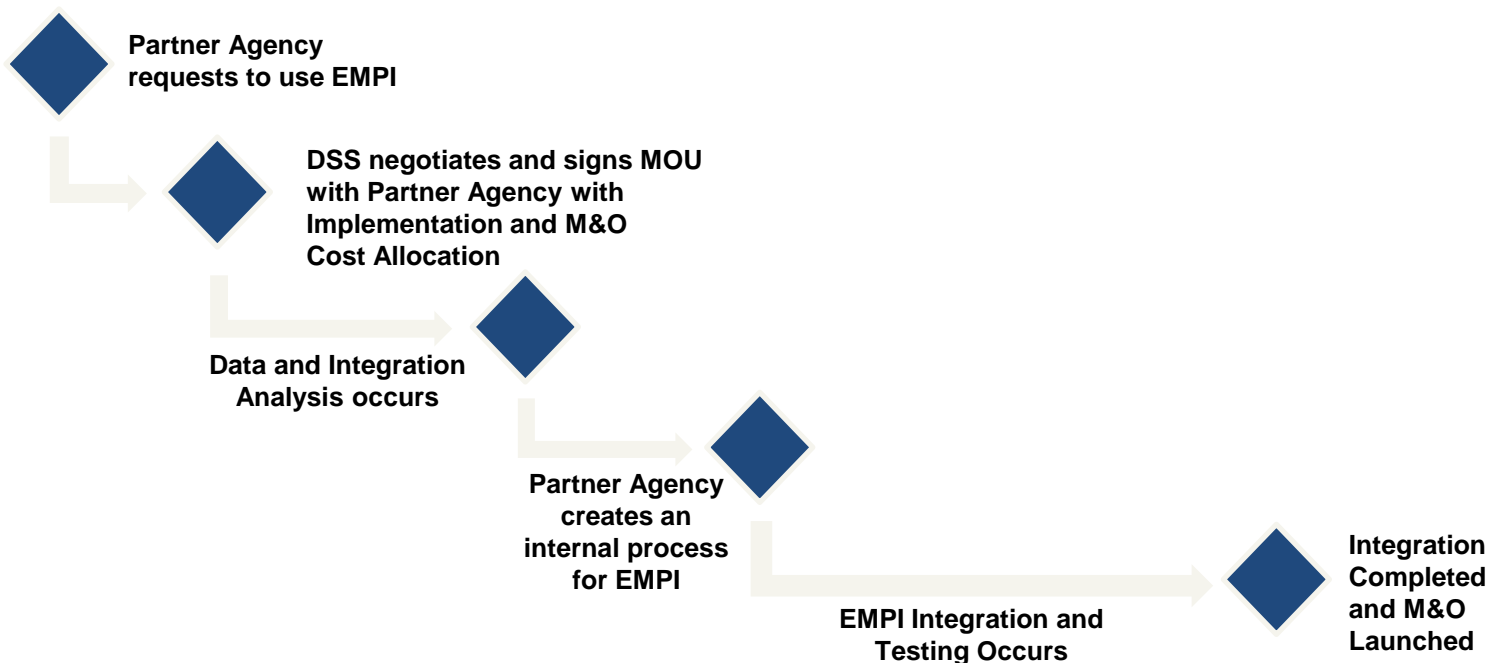 Partner Agency
requests to use EMPI
DSS negotiates and signs MOU
with Partner Agency with
Implementation and M&O
Cost Allocation
Data and Integration
Analysis occurs
Partner Agency
creates an
internal process
for EMPI
EMPI Integration and
Testing Occurs
Integration
Completed
and M&O
Launched